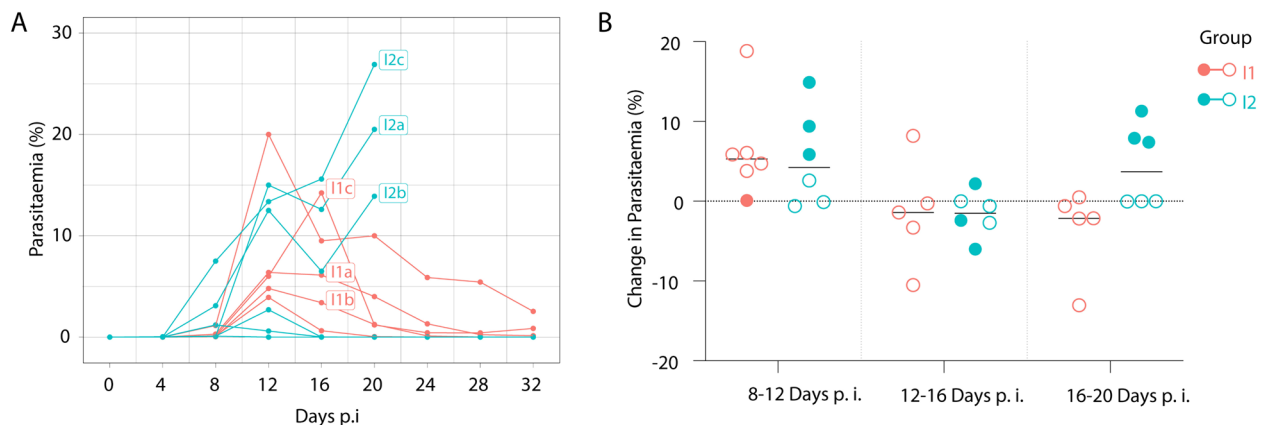 A
Parasitaemia (%)
30
20
10
0
I2c
I2a
I2b
I1c
I1a
I1b
0 4 8 12 16 20 24 28 32
Days p.i
B
Change in Parasitaemia (%)
20
10
0
-10
-20
8-12 Days p. i. 12-16 Days p. i. 16-20 Days p. i.
Group
I1
I2